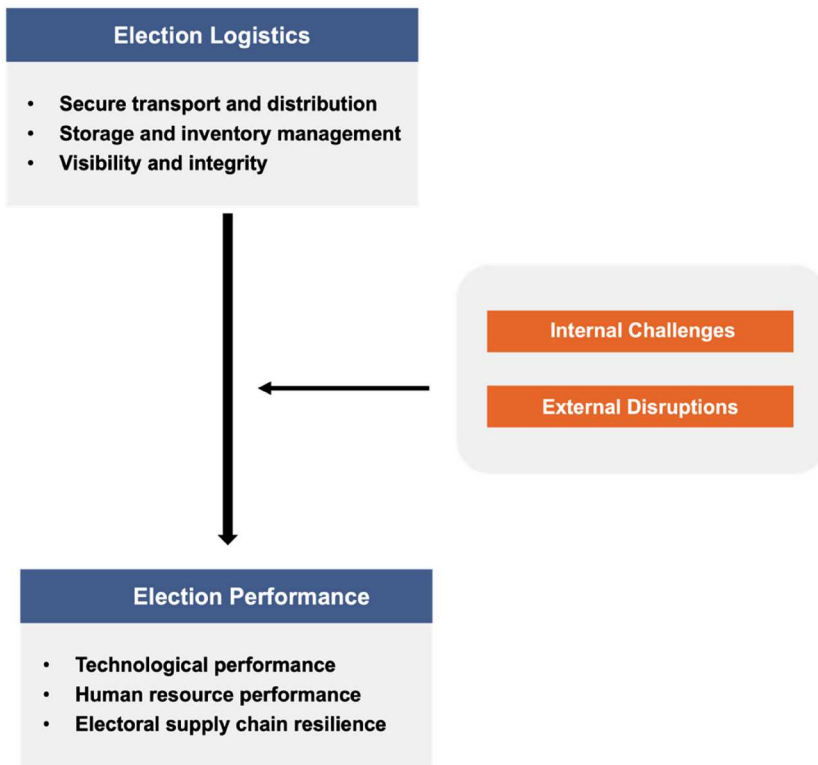 Election Logistics
• Secure transport and distribution
• Storage and inventory management
• Visibility and integrity
Internal Challenges
External Disruptions
Election Performance
• Technological performance
• Human resource performance
• Electoral supply chain resilience